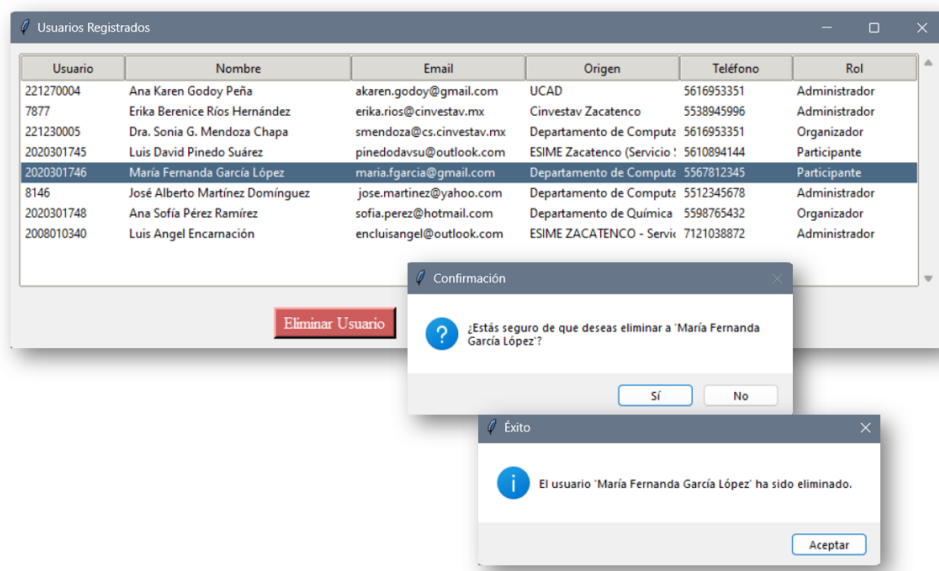 Usuarios Registrados
Usuario Nombre Email Origen Teléfono Rol
221270004 Ana Karen Godoy Peña akaren.godoy@gmail.com UCAD 5616953351 Administrador
7877 Erika Berenice Ríos Hernández erika.rios@cinvestav.mx Cinvestav Zacatenco 5538945996 Administrador
221230005 Dra. Sonia G. Mendoza Chapa smendoza@cs.cinvestav.mx Departamento de Computa 5616953351 Organizador
2020301745 Luis David Pinedo Suárez pinedodavsu@outlook.com ESIME Zacatenco (Servicio 5610894144 Participante
2020301746 María Fernanda García López maria.fgarcia@gmail.com Departamento de Computa 5567812345 Participante
8146 José Alberto Martínez Domínguez jose.martinez@yahoo.com Departamento de Computa 5512345678 Administrador
2020301748 Ana Sofía Pérez Ramírez sofia.perez@hotmail.com Departamento de Química 5598765432 Organizador
2008010340 Luis Angel Encarnación encluisangel@outlook.com ESIME ZACATENCO - Servic 7121038872 Administrador
Eliminar Usuario
Confirmación
¿Estás seguro de que deseas eliminar a 'María Fernanda
García López'?
Sí No
Éxito
El usuario 'María Fernanda García López' ha sido eliminado.
Aceptar